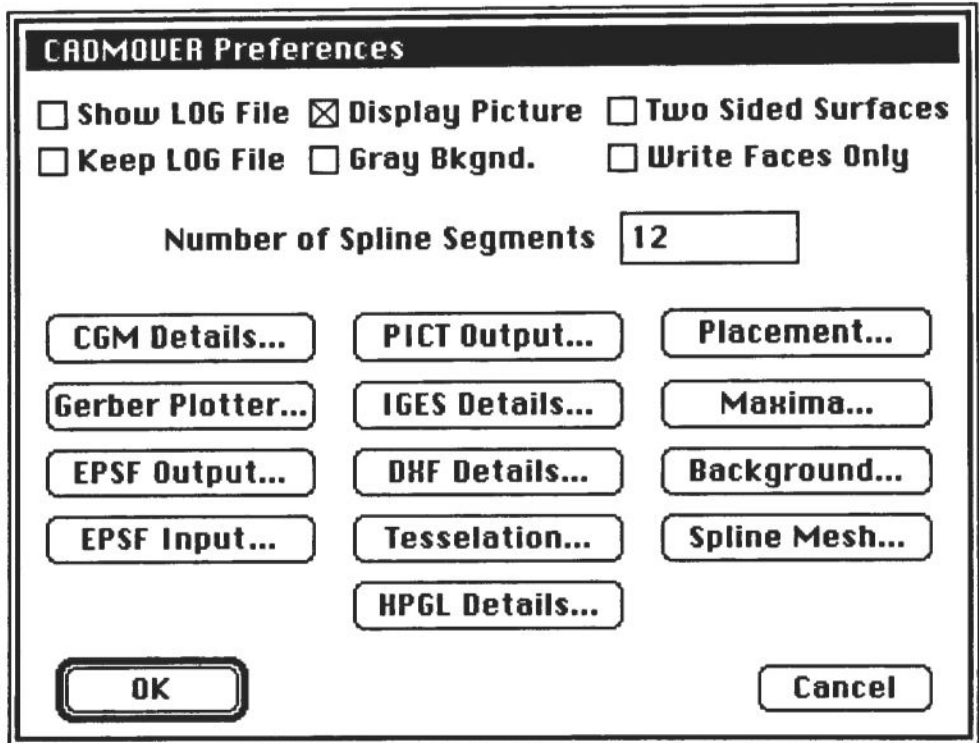 CADMOVER Preferences
Show LOG File Display Picture Two Sided Surfaces
Keep LOG File Gray Bkgnd. Write Faces Only
Number of Spline Segments 12
CGM Details... PICT Output... Placement...
Gerber Plotter... IGES Details... Maxima...
EPSF Output... DXF Details... Background...
EPSF Input... Tesselation... Spline Mesh...
HPGL Details...
OK Cancel